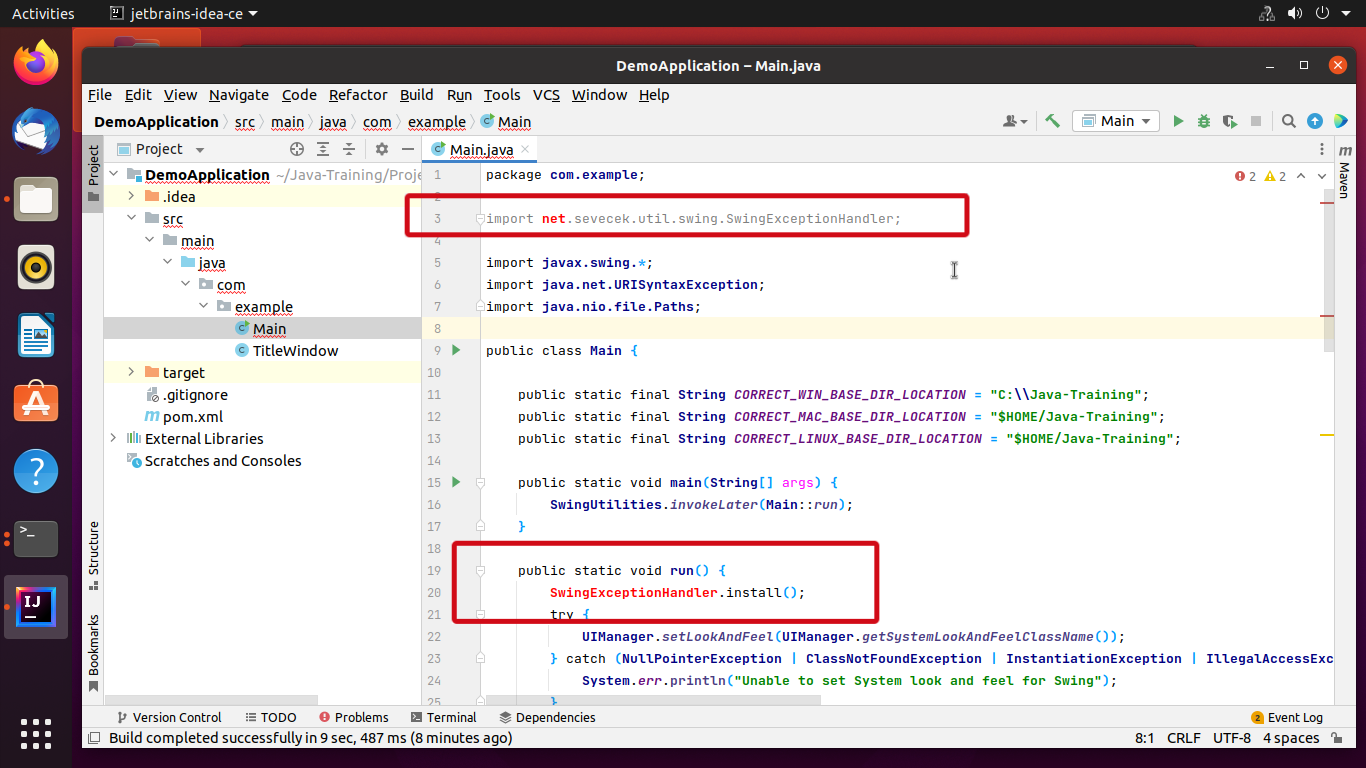 Activities jetbrains-idea-ce
DemoApplication – Main.java
File Edit View Navigate Code Refactor Build Run Tools VCS Window Help
DemoApplication src main java com example Main
Main
Project
Main.java
Project
Maven
DemoApplication ~/Java-Training/Proje
.idea
src
main
java
com
example
Main
TitleWindow
target
.gitignore
pom.xml
External Libraries
Scratches and Consoles
Structure
Bookmarks
2 2
1 package com.example;
2
3 import net.sevecek.util.swing.SwingExceptionHandler;
4
5 import javax.swing.*;
6 import java.net.URISyntaxException;
7 import java.nio.file.Paths;
8
9 public class Main {
10
11 public static final String CORRECT_WIN_BASE_DIR_LOCATION = "C:\\Java-Training";
12 public static final String CORRECT_MAC_BASE_DIR_LOCATION = "$HOME/Java-Training";
13 public static final String CORRECT_LINUX_BASE_DIR_LOCATION = "$HOME/Java-Training";
14
15 public static void main(String[] args) {
16 SwingUtilities.invokeLater(Main::run);
17 }
18
19 public static void run() {
20 SwingExceptionHandler.install();
21 try {
22 UIManager.setLookAndFeel(UIManager.getSystemLookAndFeelClassName());
23 } catch (NullPointerException | ClassNotFoundException | InstantiationException | IllegalAccessExc
24 System.err.println("Unable to set System look and feel for Swing");
25 }
Version Control TODO Problems Terminal Dependencies
2 Event Log
Build completed successfully in 9 sec, 487 ms (8 minutes ago)
8:1 CRLF UTF-8 4 spaces